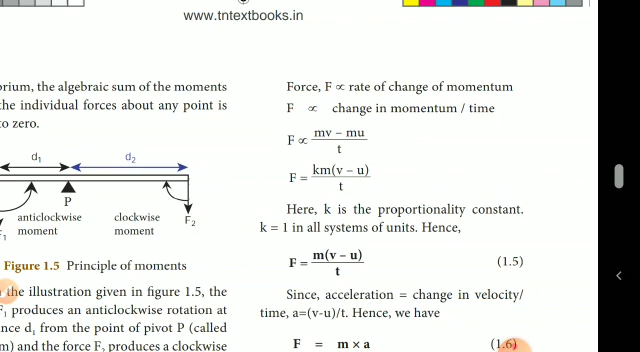 www.tntextbooks.in
the algebraic sum of the moments
the individual forces about any point is
to zero.
d₁ d₂
P
anticlockwise clockwise F₂
moment moment
Figure 1.5 Principle of moments
the illustration given in figure 1.5, the
F₁ produces an anticlockwise rotation at
d₁ from the point of pivot P (called
and the force F₂ produces a clockwise
Force, F ∝ rate of change of momentum
F ∝ change in momentum / time
F ∝ mv – mu / t
F = km(v – u) / t
Here, k is the proportionality constant.
k = 1 in all systems of units. Hence,
F = m(v – u) / t (1.5)
Since, acceleration = change in velocity/
time, a=(v-u)/t. Hence, we have
F = m × a (1.6)